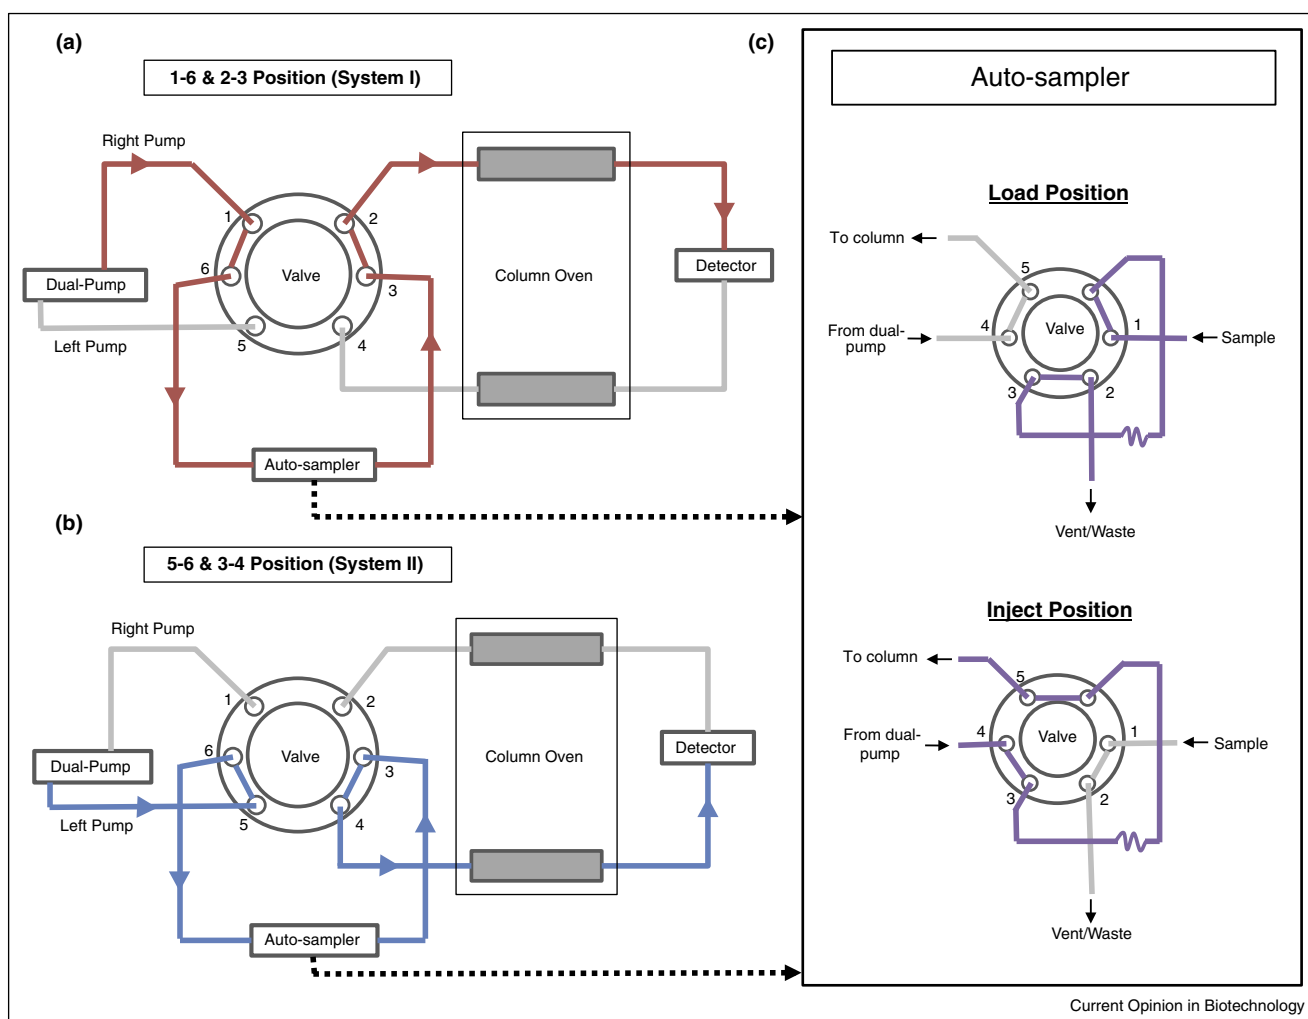 (a)
1-6 & 2-3 Position (System I)
Right Pump
1
2
6
Valve
3
Dual-Pump
Left Pump
5
4
Column Oven
Detector
Auto-sampler
(b)
5-6 & 3-4 Position (System II)
Right Pump
1
2
6
Valve
3
Dual-Pump
Left Pump
5
4
Column Oven
Detector
Auto-sampler
(c)
Auto-sampler
Load Position
To column
5
From dual-
pump
4
Valve
1
Sample
3
2
Vent/Waste
Inject Position
To column
5
From dual-
pump
4
Valve
1
Sample
3
2
Vent/Waste
Current Opinion in Biotechnology